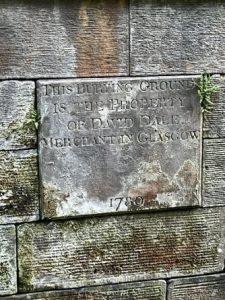 THIS BURYING GROUND
IS THE PROPERTY
OF DAVID DALE
MERCHANT IN GLASGOW
1780